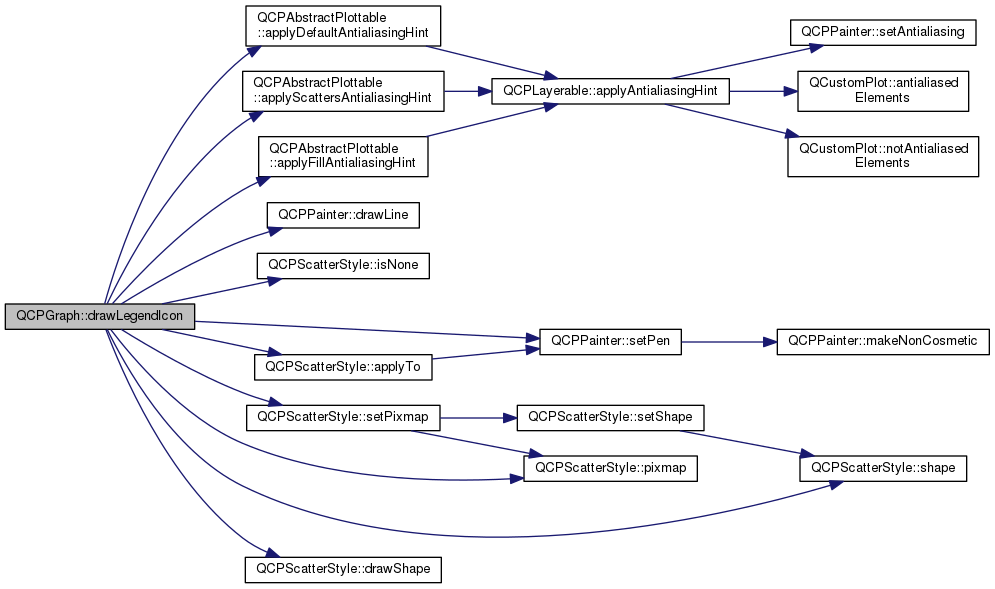 QCPAbstractPlottable
::applyDefaultAntialiasingHint
QCPPainter::setAntialiasing
QCPAbstractPlottable
::applyScattersAntialiasingHint
QCPLayerable::applyAntialiasingHint
QCustomPlot::antialiased
Elements
QCPAbstractPlottable
::applyFillAntialiasingHint
QCustomPlot::notAntialiased
Elements
QCPPainter::drawLine
QCPScatterStyle::isNone
QCPGraph::drawLegendIcon
QCPPainter::setPen
QCPPainter::makeNonCosmetic
QCPScatterStyle::applyTo
QCPScatterStyle::setPixmap
QCPScatterStyle::setShape
QCPScatterStyle::pixmap
QCPScatterStyle::shape
QCPScatterStyle::drawShape